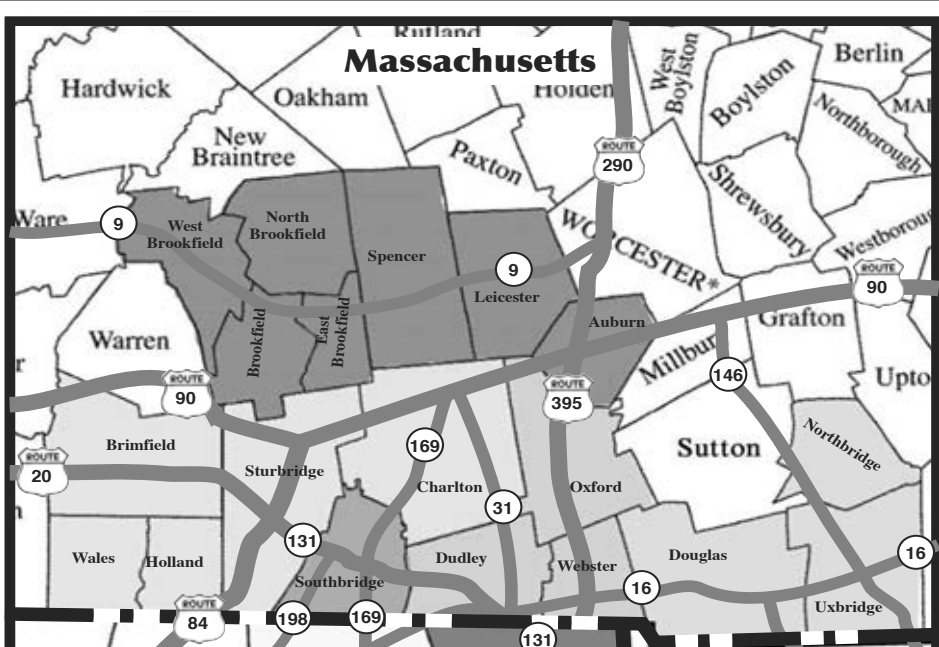 Massachusetts
Rutland
Holden
Hardwick
Oakham
New
Braintree
Paxton
West
Boylston
Boylston
Berlin
Northborough
Shrewsbury
ROUTE
290
Ware
9
West
Brookfield
North
Brookfield
Spencer
9
Leicester
WORCESTER*
ROUTE
90
Auburn
Grafton
Warren
Brookfield
East
Brookfield
146
ROUTE
90
ROUTE
395
Brimfield
169
Sutton
Northbridge
ROUTE
20
Sturbridge
Charlton
Oxford
31
131
Wales
Holland
Southbridge
Dudley
Webster
Douglas
16
16
Uxbridge
ROUTE
84
198
169
131